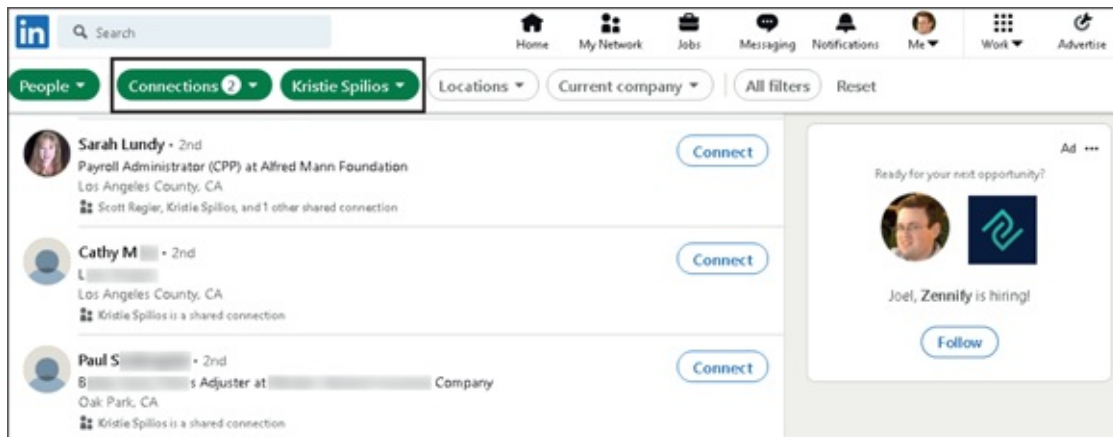 in Search
Home My Network Jobs Messaging Notifications Me Work Advertise
People Connections 2 Kristie Spilios Locations Current company All filters Reset
Sarah Lundy • 2nd
Connect
Payroll Administrator (CPP) at Alfred Mann Foundation
Los Angeles County, CA
Scott Regier, Kristie Spilios, and 1 other shared connection
Cathy M • 2nd
Connect
L
Los Angeles County, CA
Kristie Spilios is a shared connection
Paul S • 2nd
Connect
B s Adjuster at Company
Oak Park, CA
Kristie Spilios is a shared connection
Ad •••
Ready for your next opportunity?
Joel, Zennify is hiring!
Follow